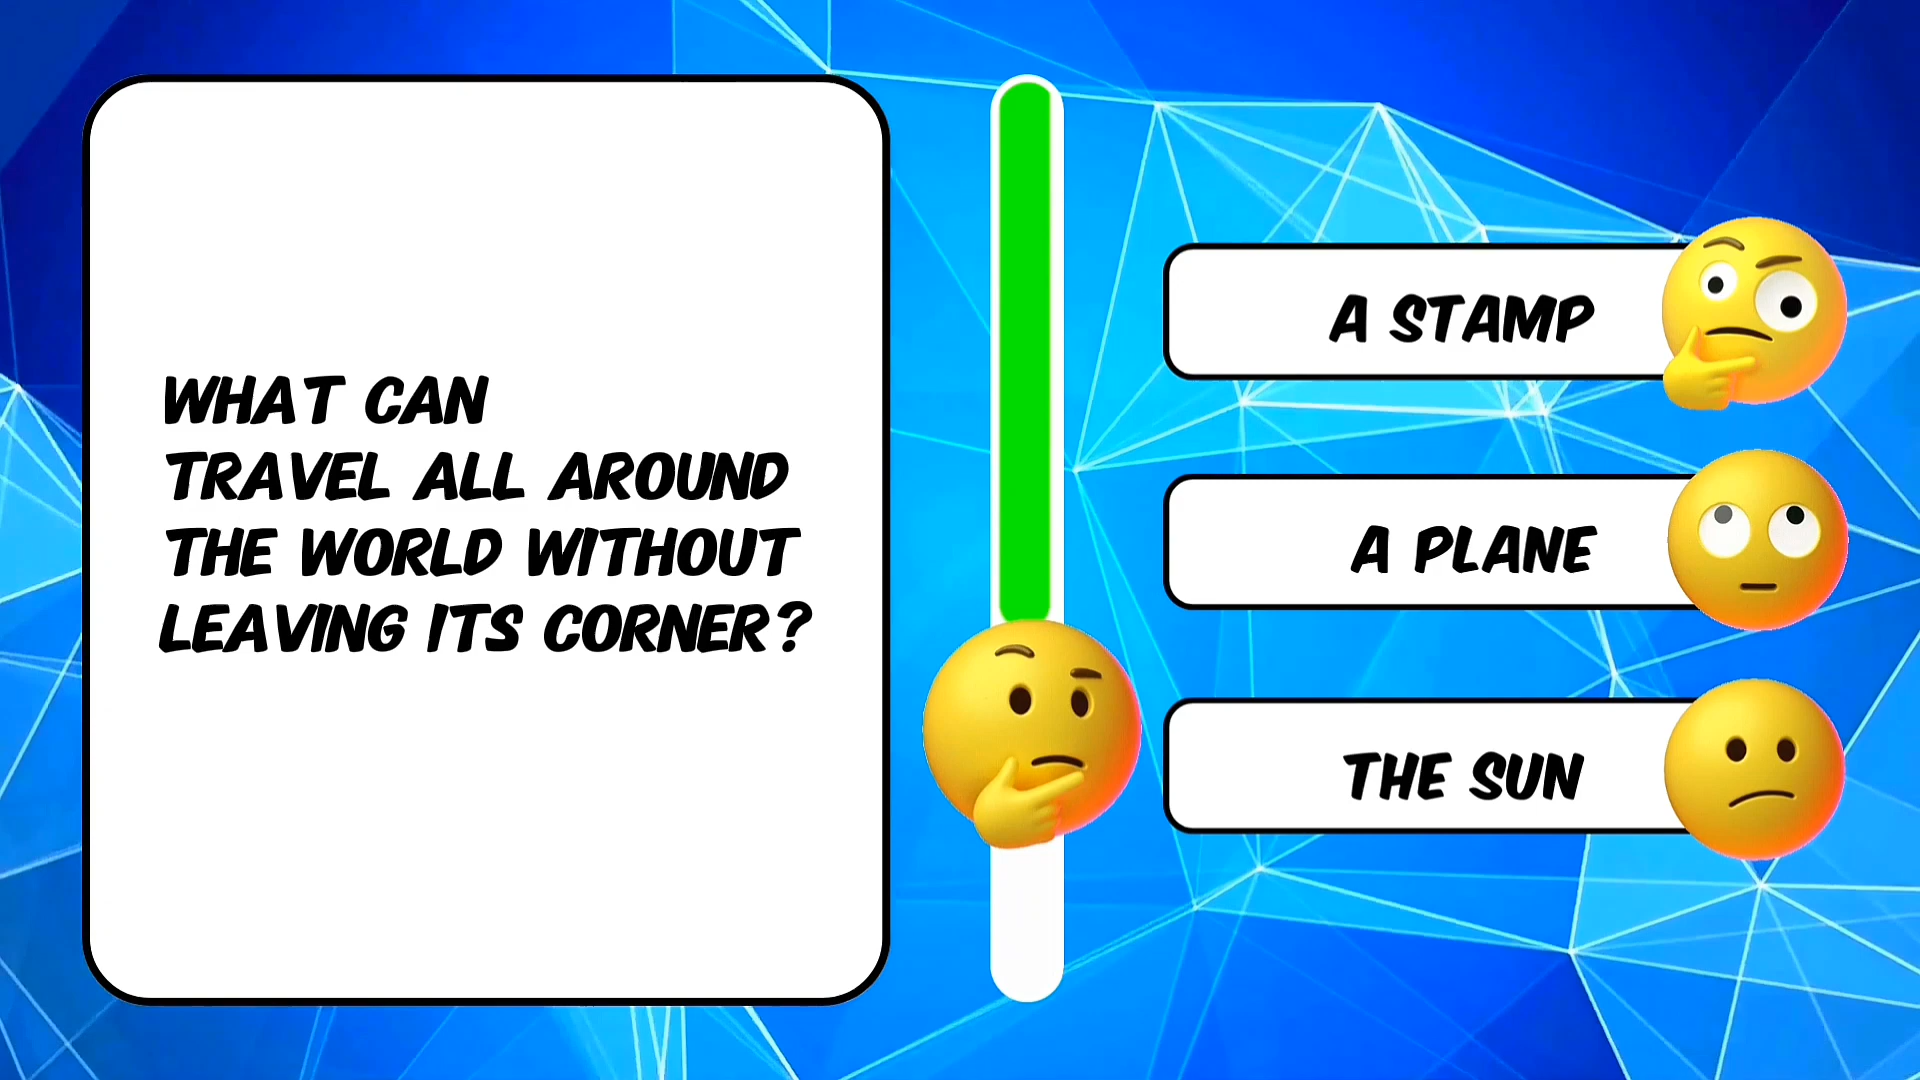 WHAT CAN
TRAVEL ALL AROUND
THE WORLD WITHOUT
LEAVING ITS CORNER?
A STAMP
A PLANE
THE SUN